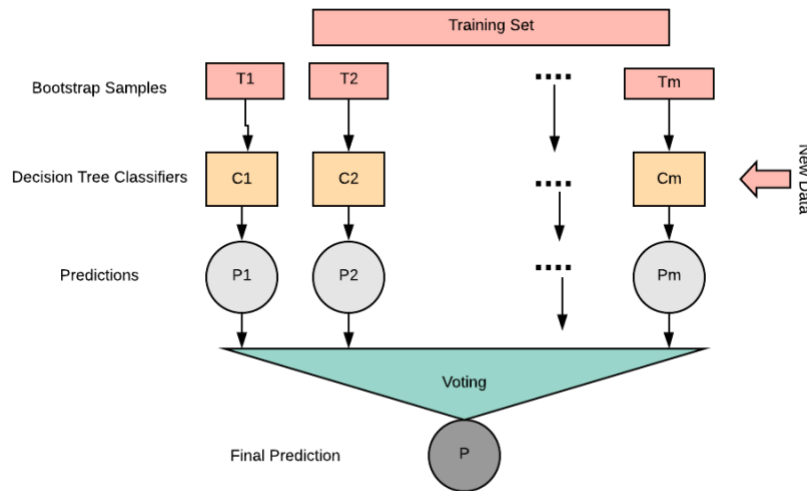 Training Set
Bootstrap Samples
T1
T2
....
Tm
Decision Tree Classifiers
C1
C2
....
Cm
New Data
Predictions
P1
P2
....
Pm
Voting
Final Prediction
P